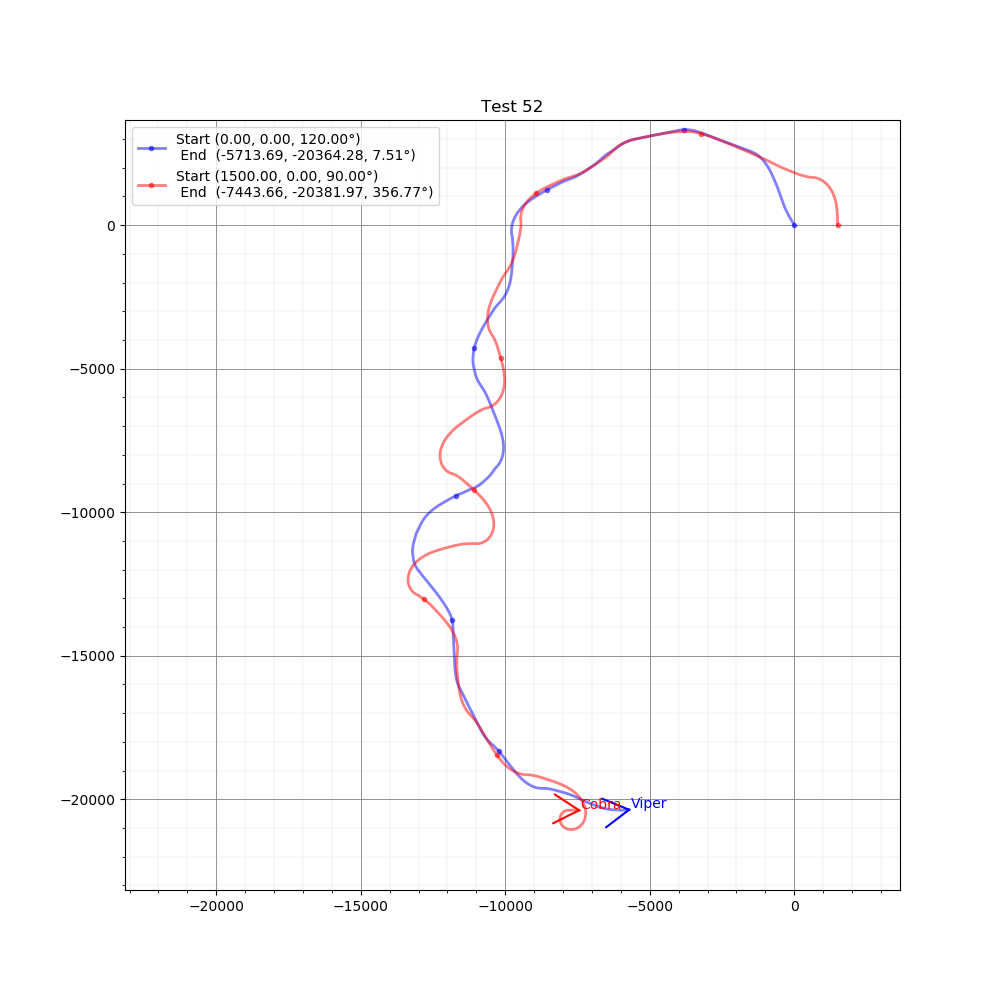 Test 52
Start (0.00, 0.00, 120.00°)
End  (-5713.69, -20364.28, 7.51°)
Start (1500.00, 0.00, 90.00°)
End  (-7443.66, -20381.97, 356.77°)
0
−5000
−10000
−15000
−20000
Cobra
Viper
−20000
−15000
−10000
−5000
0